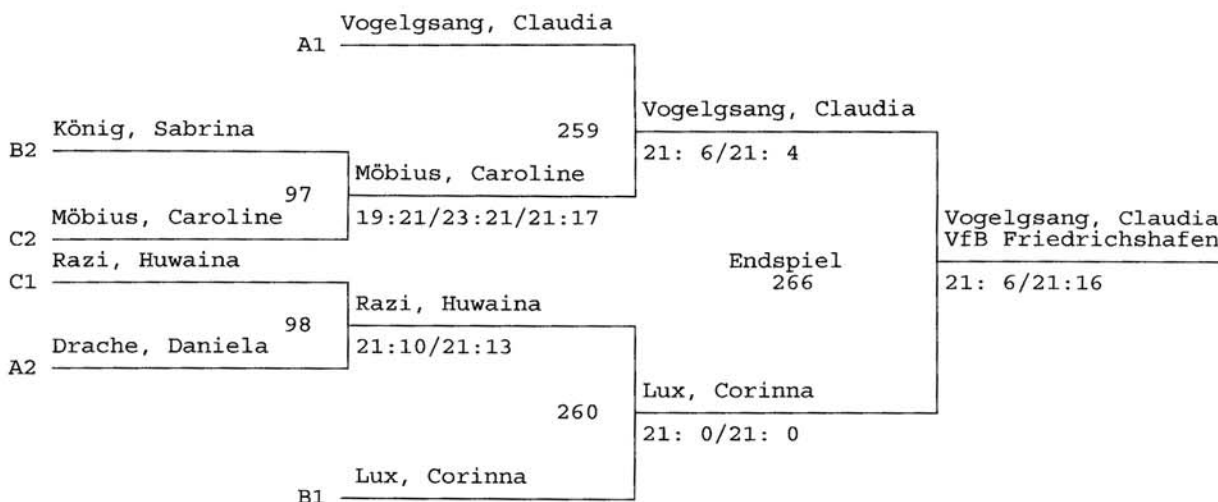 Vogelgsang, Claudia
A1
Vogelgsang, Claudia
König, Sabrina
259
B2
21: 6/21: 4
Möbius, Caroline
97
Möbius, Caroline
19:21/23:21/21:17
Vogelgsang, Claudia
C2
VfB Friedrichshafen
Razi, Huwaina
Endspiel
C1
266
21: 6/21:16
Razi, Huwaina
98
Drache, Daniela
21:10/21:13
A2
Lux, Corinna
260
21: 0/21: 0
Lux, Corinna
B1